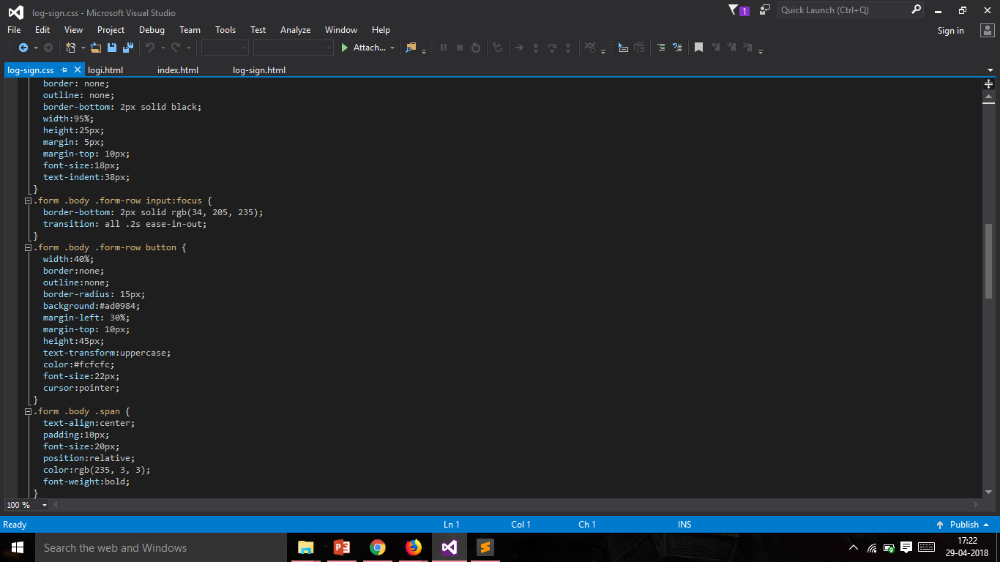 log-sign.css - Microsoft Visual Studio
1
Quick Launch (Ctrl+Q)
File Edit View Project Debug Team Tools Test Analyze Window Help
Sign in
Attach...
log-sign.css logi.html index.html log-sign.html
border: none;
outline: none;
border-bottom: 2px solid black;
width:95%;
height:25px;
margin: 5px;
margin-top: 10px;
font-size:18px;
text-indent:38px;
}
.form .body .form-row input:focus {
border-bottom: 2px solid rgb(34, 205, 235);
transition: all .2s ease-in-out;
}
.form .body .form-row button {
width:40%;
border:none;
outline:none;
border-radius: 15px;
background:#ad0984;
margin-left: 30%;
margin-top: 10px;
height:45px;
text-transform:uppercase;
color:#fcfcfc;
font-size:22px;
cursor:pointer;
}
.form .body .span {
text-align:center;
padding:10px;
font-size:20px;
position:relative;
color:rgb(235, 3, 3);
font-weight:bold;
}
100 %
Ready Ln 1 Col 1 Ch 1 INS Publish
Search the web and Windows
17:22
29-04-2018